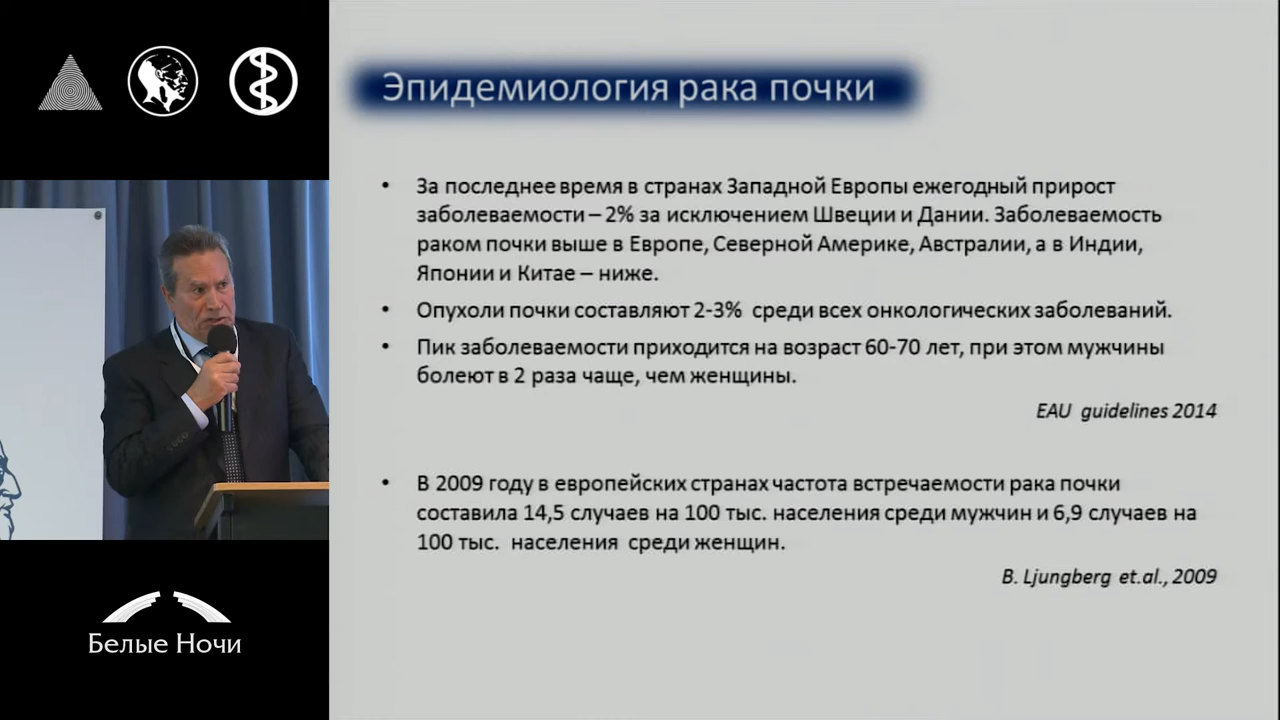 Эпидемиология рака почки
• За последнее время в странах Западной Европы ежегодный прирост
заболеваемости – 2% за исключением Швеции и Дании. Заболеваемость
раком почки выше в Европе, Северной Америке, Австралии, а в Индии,
Японии и Китае – ниже.
• Опухоли почки составляют 2-3% среди всех онкологических заболеваний.
• Пик заболеваемости приходится на возраст 60-70 лет, при этом мужчины
болеют в 2 раза чаще, чем женщины.
EAU guidelines 2014
• В 2009 году в европейских странах частота встречаемости рака почки
составила 14,5 случаев на 100 тыс. населения среди мужчин и 6,9 случаев на
100 тыс. населения среди женщин.
B. Ljungberg et.al., 2009
Белые Ночи